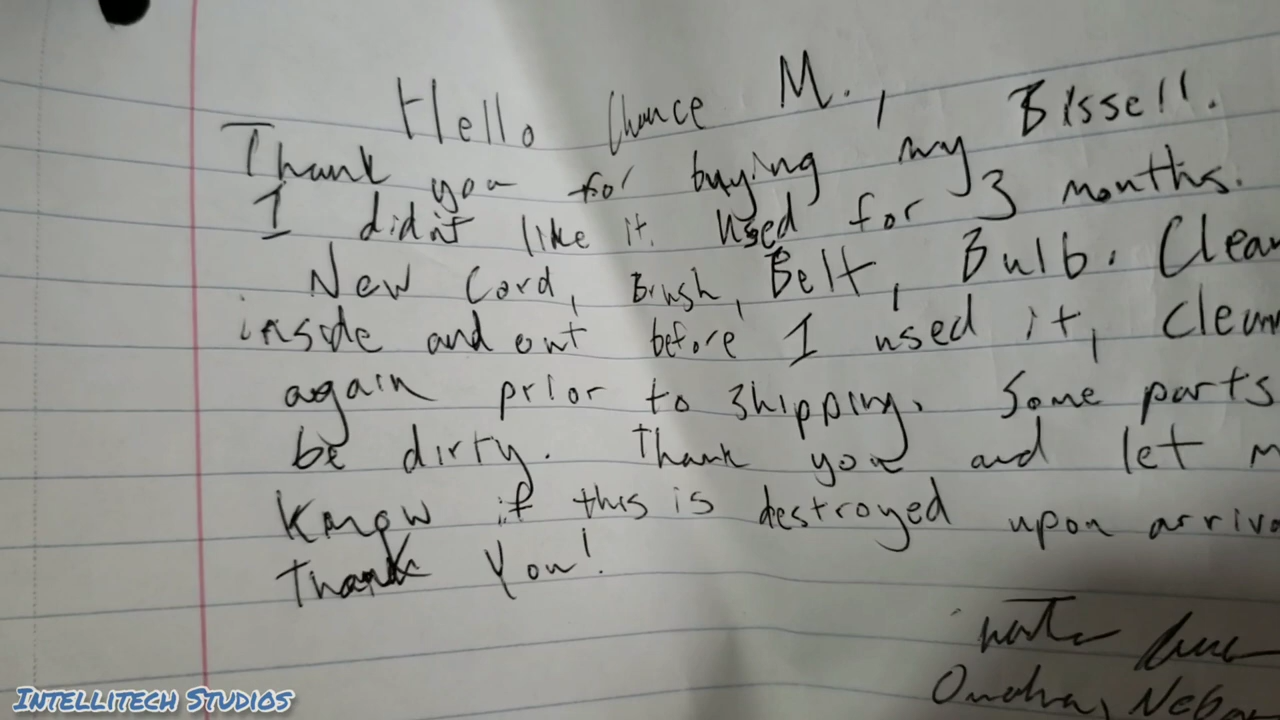 Hello Chance M.,
Thank you for buying my Bissell.
I didn't like it. Used for 3 months.
New Cord, Brush, Belt, Bulb. Clean
inside and out before I used it, clean
again prior to shipping. Some parts
be dirty. Thank you and let m
know if this is destroyed upon arriva
Thank You!
Omaha, Nebr
INTELLITECH STUDIOS